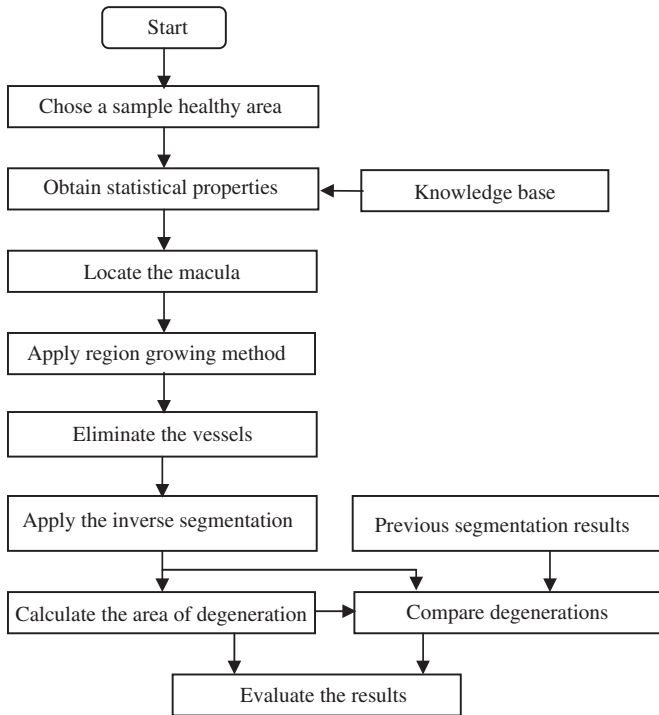 Start
Chose a sample healthy area
Obtain statistical properties
Knowledge base
Locate the macula
Apply region growing method
Eliminate the vessels
Apply the inverse segmentation
Previous segmentation results
Calculate the area of degeneration
Compare degenerations
Evaluate the results